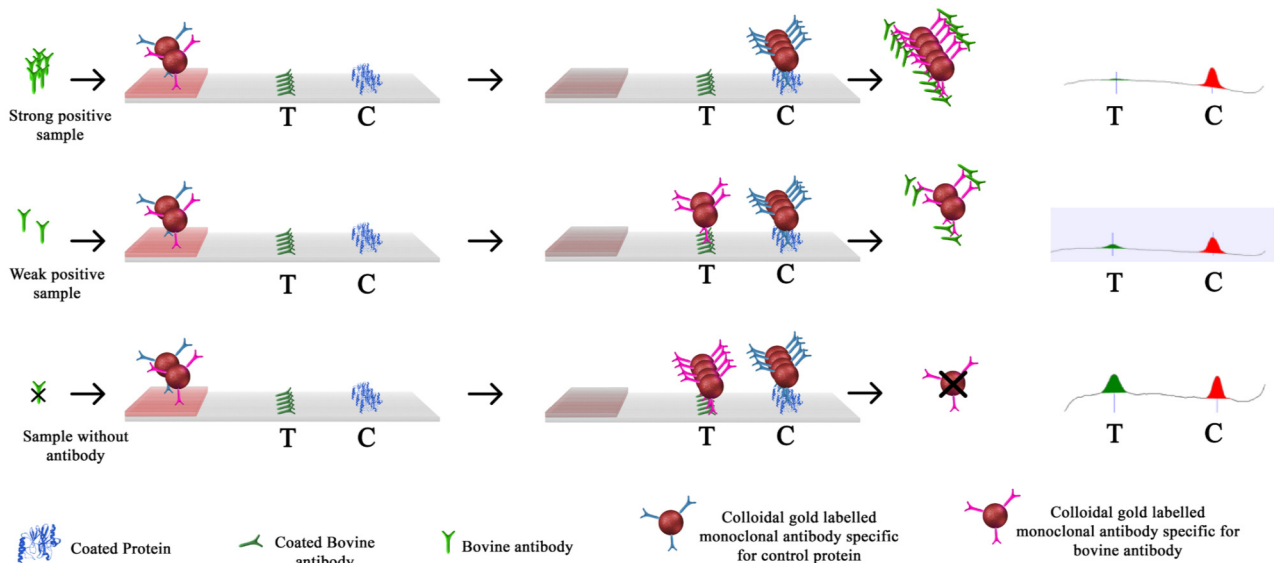 Strong positive
sample
T
C
T
C
T
C
Weak positive
sample
T
C
T
C
T
C
Sample without
antibody
T
C
T
C
T
C
Coated Protein
Coated Bovine
antibody
Bovine antibody
Colloidal gold labelled
monoclonal antibody specific
for control protein
Colloidal gold labelled
monoclonal antibody specific for
bovine antibody